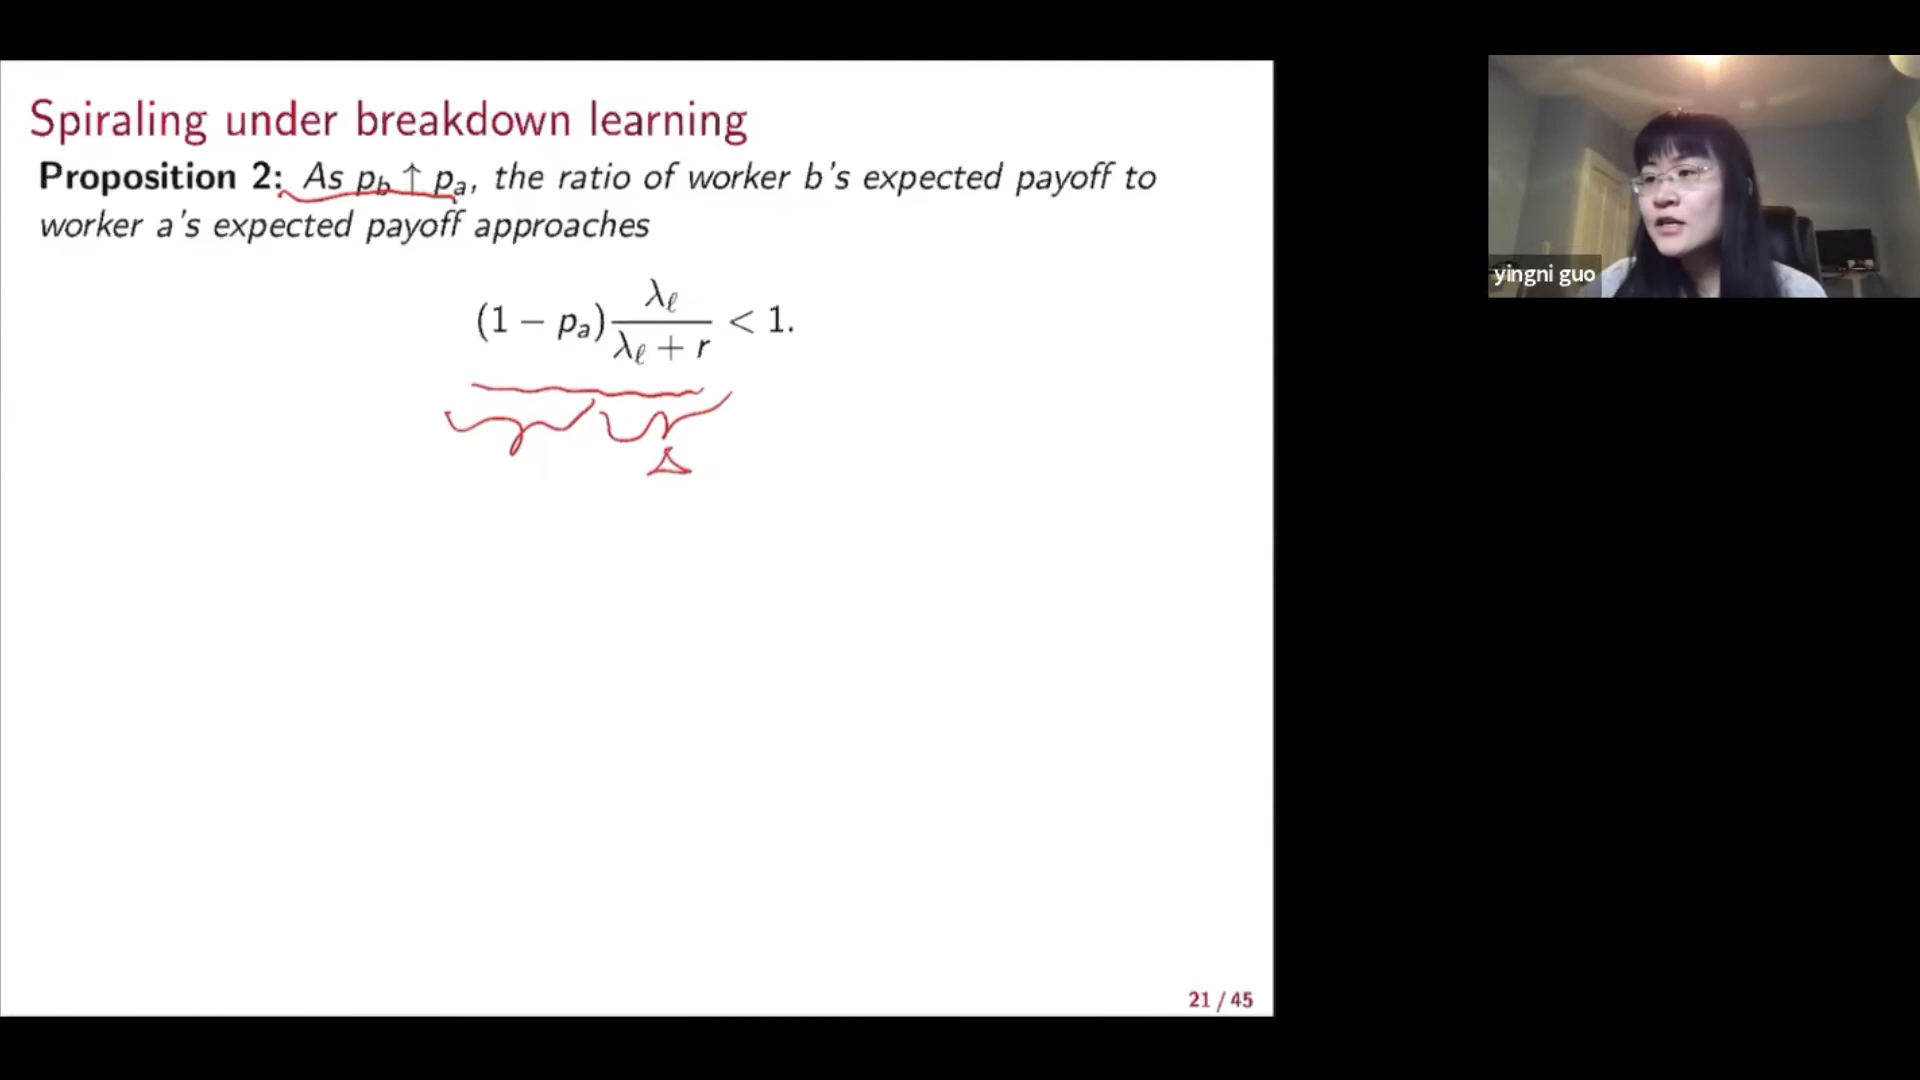 Spiraling under breakdown learning
Proposition 2: As p_b ↑ p_a, the ratio of worker b's expected payoff to
worker a's expected payoff approaches
(1 − p_a) λ_ℓ / (λ_ℓ + r) < 1.
21 / 45
yingni guo